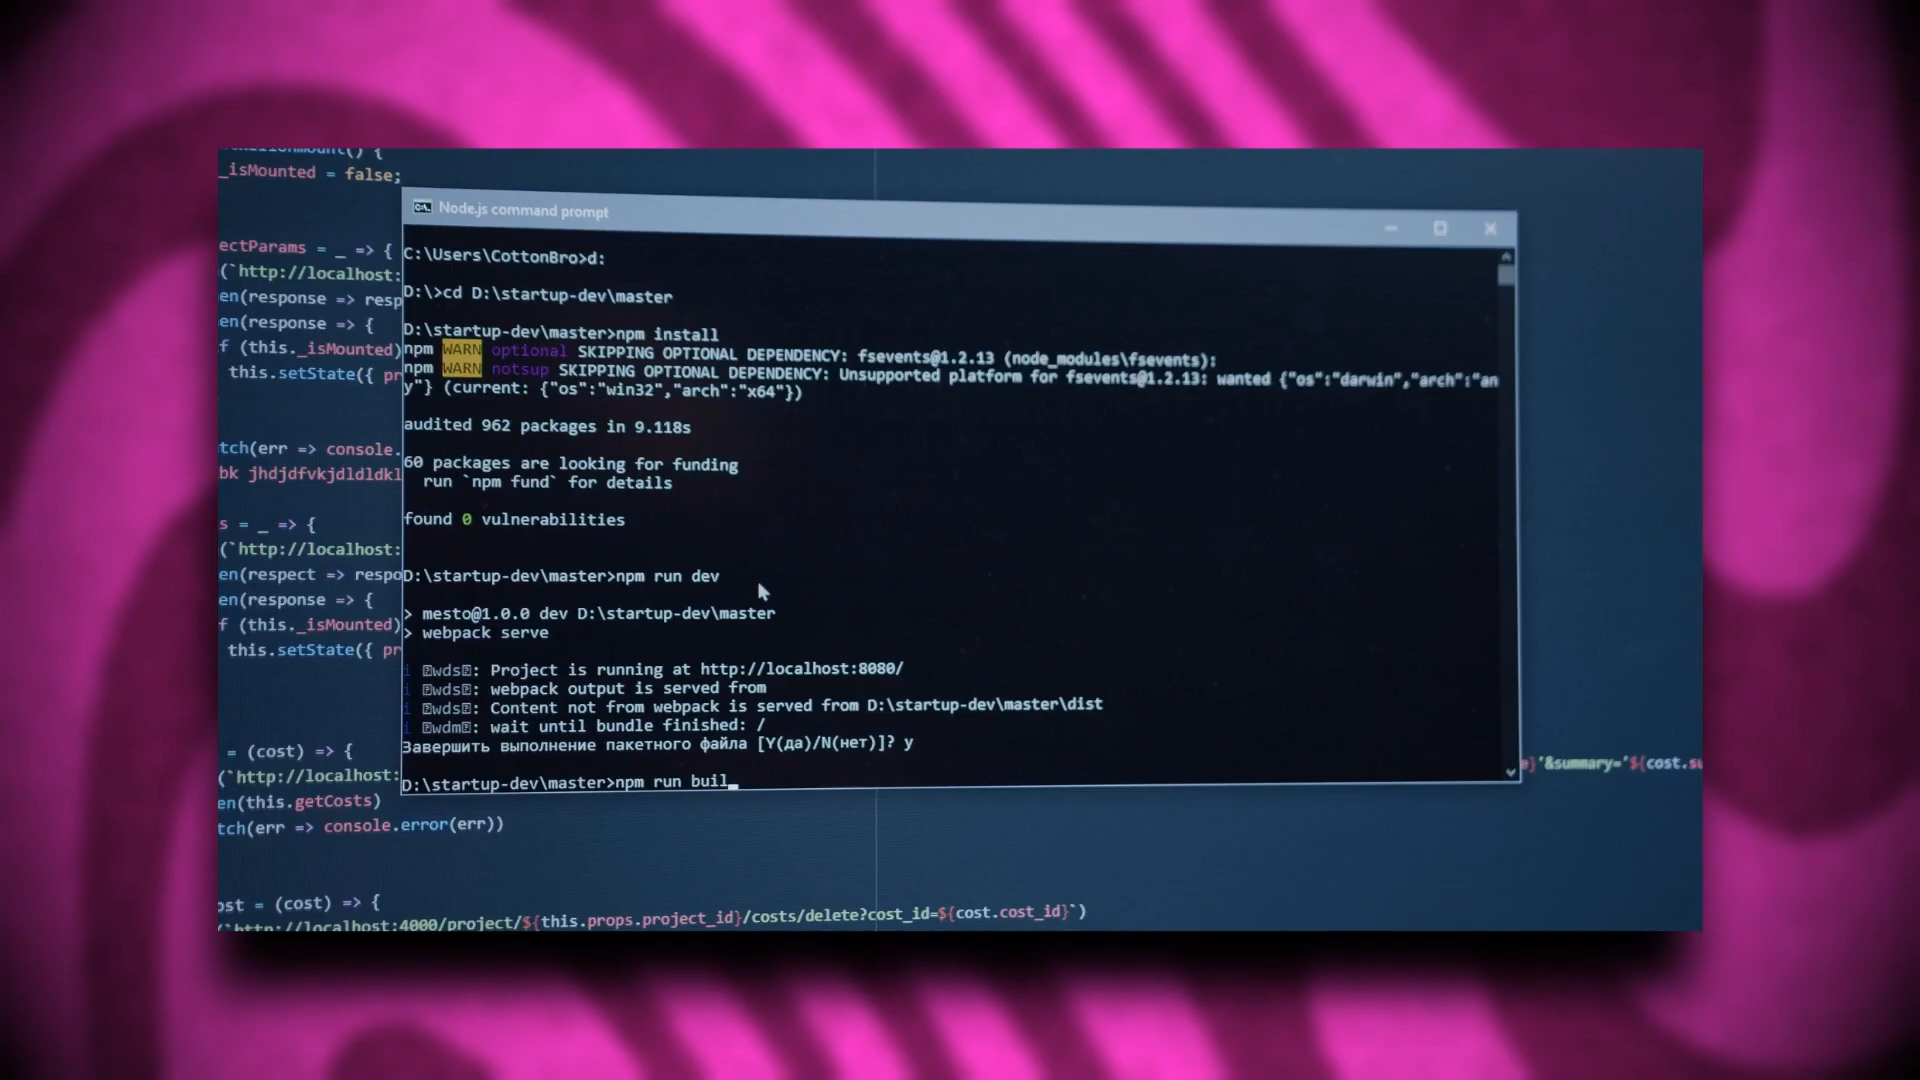 _isMounted = false;
Node.js command prompt
C:\Users\CottonBro>d:
D:\>cd D:\startup-dev\master
D:\startup-dev\master>npm install
npm WARN optional SKIPPING OPTIONAL DEPENDENCY: fsevents@1.2.13 (node_modules\fsevents):
npm WARN notsup SKIPPING OPTIONAL DEPENDENCY: Unsupported platform for fsevents@1.2.13: wanted {"os":"darwin","arch":"an
y"} (current: {"os":"win32","arch":"x64"})
audited 962 packages in 9.118s
60 packages are looking for funding
run `npm fund` for details
found 0 vulnerabilities
D:\startup-dev\master>npm run dev
> mesto@1.0.0 dev D:\startup-dev\master
> webpack serve
i ⍰wds⍰: Project is running at http://localhost:8080/
i ⍰wds⍰: webpack output is served from
i ⍰wds⍰: Content not from webpack is served from D:\startup-dev\master\dist
i ⍰wdm⍰: wait until bundle finished: /
Завершить выполнение пакетного файла [Y(да)/N(нет)]? y
D:\startup-dev\master>npm run buil
ectParams = _ => {
(`http://localhost:
en(response => resp
en(response => {
f (this._isMounted)
this.setState({ pr
tch(err => console.
bk jhdjdfvkjdldldkl
s = _ => {
(`http://localhost:
en(respect => respo
en(response => {
f (this._isMounted)
this.setState({ pr
= (cost) => {
(`http://localhost:
e}'&summary='${cost.su
en(this.getCosts)
tch(err => console.error(err))
ost = (cost) => {
(`http://localhost:4000/project/${this.props.project_id}/costs/delete?cost_id=${cost.cost_id}`)